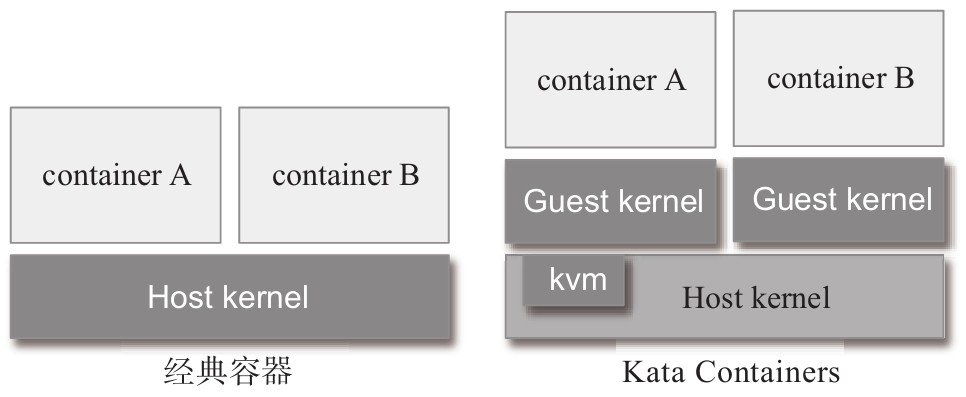 container A
container B
Host kernel
经典容器
container A
container B
Guest kernel
Guest kernel
kvm
Host kernel
Kata Containers